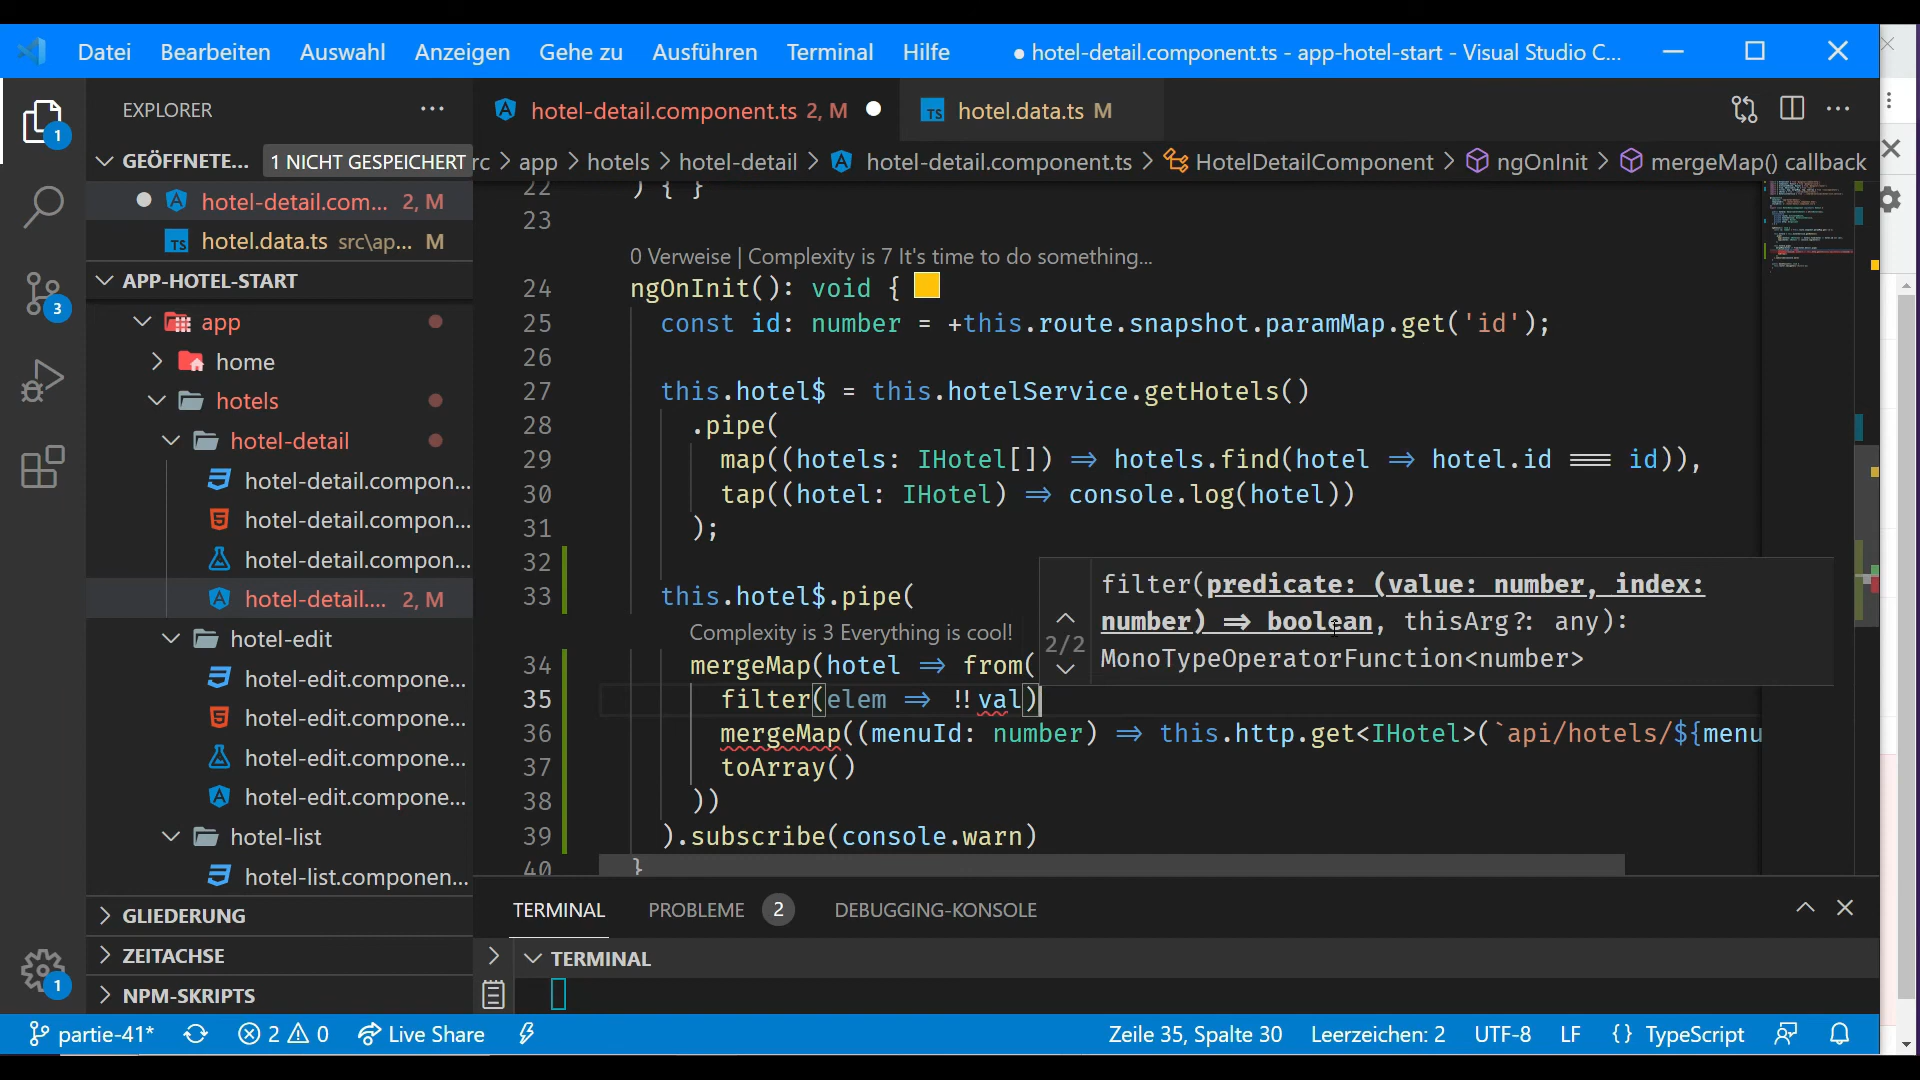 Datei Bearbeiten Auswahl Anzeigen Gehe zu Ausführen Terminal Hilfe ● hotel-detail.component.ts - app-hotel-start - Visual Studio C...
EXPLORER ···
hotel-detail.component.ts 2, M
TS hotel.data.ts M
GEÖFFNETE... 1 NICHT GESPEICHERT
rc > app > hotels > hotel-detail > hotel-detail.component.ts > HotelDetailComponent > ngOnInit > mergeMap() callback
hotel-detail.com... 2, M
TS hotel.data.ts src\ap... M
APP-HOTEL-START
app
home
hotels
hotel-detail
hotel-detail.compon...
hotel-detail.compon...
hotel-detail.compon...
hotel-detail.... 2, M
hotel-edit
hotel-edit.compone...
hotel-edit.compone...
hotel-edit.compone...
hotel-edit.compone...
hotel-list
hotel-list.componen...
GLIEDERUNG
ZEITACHSE
NPM-SKRIPTS
1
3
1
22 ) { }
23
0 Verweise | Complexity is 7 It's time to do something...
24 ngOnInit(): void {
25 const id: number = +this.route.snapshot.paramMap.get('id');
26
27 this.hotel$ = this.hotelService.getHotels()
28 .pipe(
29 map((hotels: IHotel[]) => hotels.find(hotel => hotel.id === id)),
30 tap((hotel: IHotel) => console.log(hotel))
31 );
32
33 this.hotel$.pipe(
Complexity is 3 Everything is cool!
34 mergeMap(hotel => from(
35 filter(elem => !!val)
36 mergeMap((menuId: number) => this.http.get<IHotel>(`api/hotels/${menu
37 toArray()
38 ))
39 ).subscribe(console.warn)
40 }
2/2
filter(predicate: (value: number, index:
number) => boolean, thisArg?: any):
MonoTypeOperatorFunction<number>
TERMINAL PROBLEME 2 DEBUGGING-KONSOLE
TERMINAL
partie-41* 2 0 Live Share Zeile 35, Spalte 30 Leerzeichen: 2 UTF-8 LF {} TypeScript